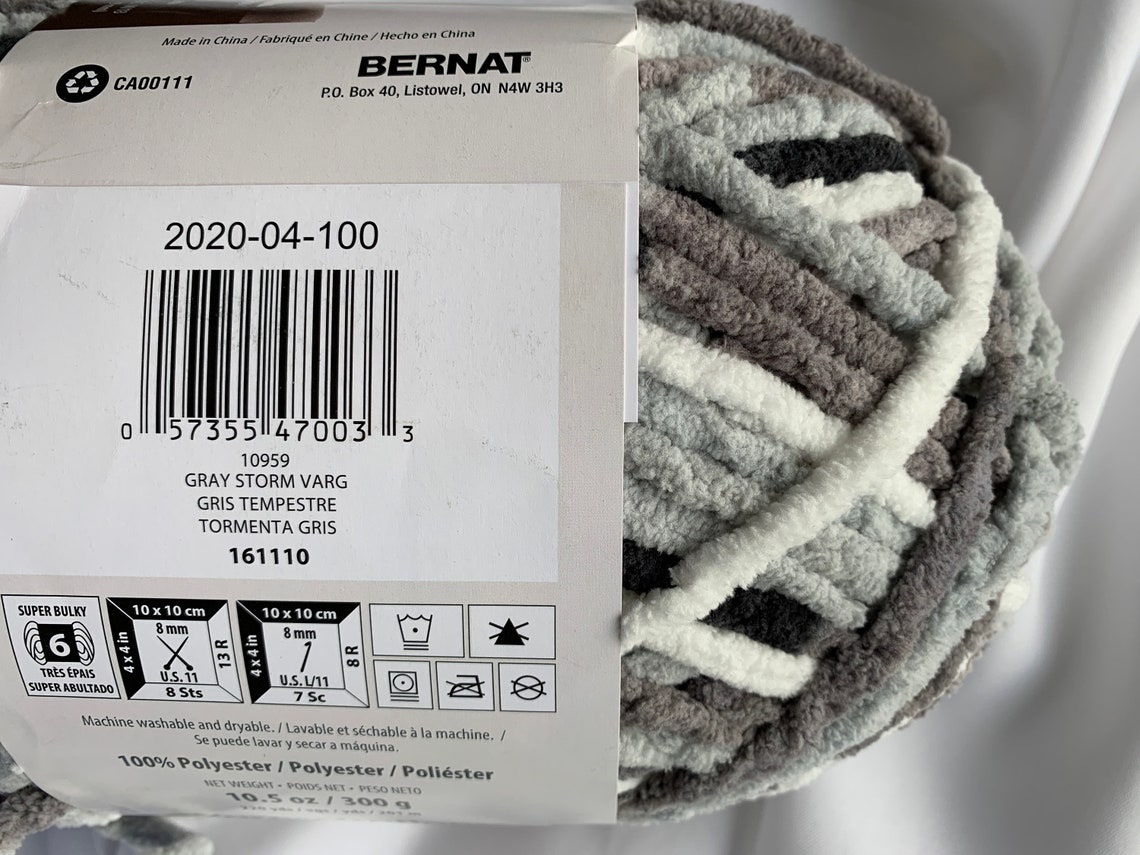 Made in China / Fabriqué en Chine / Hecho en China
CA00111
BERNAT
P.O. Box 40, Listowel, ON N4W 3H3
2020-04-100
0 57355 47003 3
10959
GRAY STORM VARG
GRIS TEMPESTRE
TORMENTA GRIS
161110
SUPER BULKY
6
TRÈS ÉPAIS
SUPER ABULTADO
10 x 10 cm
4 x 4 in
8 mm
U.S. 11
13 R
8 Sts
10 x 10 cm
4 x 4 in
8 mm
U.S. L/11
8 R
7 Sc
Machine washable and dryable. / Lavable et séchable à la machine. /
Se puede lavar y secar a máquina.
100% Polyester / Polyester / Poliéster
NET WEIGHT • POIDS NET • PESO NETO
10.5 oz / 300 g